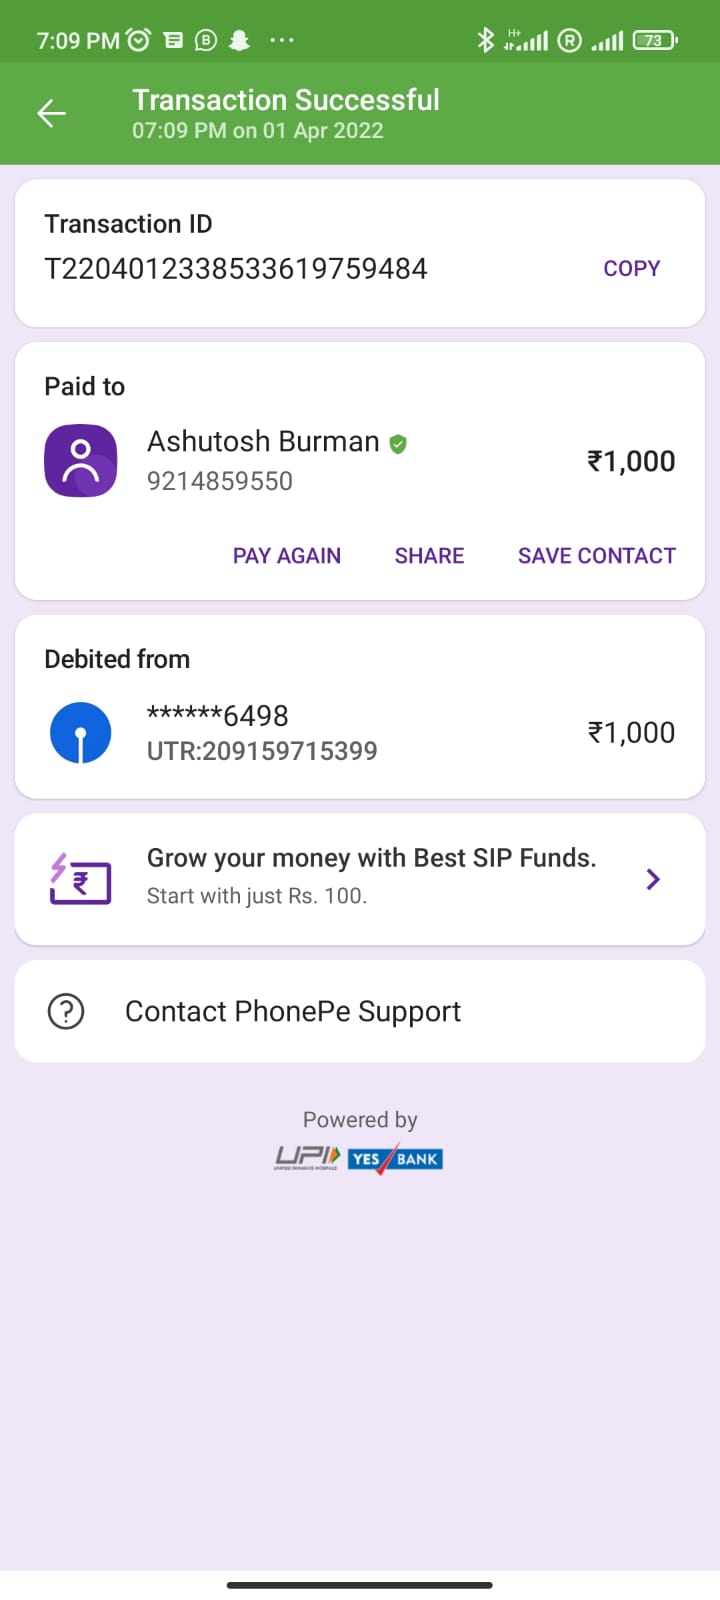 7:09 PM
H+
R
73
Transaction Successful
07:09 PM on 01 Apr 2022
Transaction ID
T2204012338533619759484
COPY
Paid to
Ashutosh Burman
9214859550
₹1,000
PAY AGAIN SHARE SAVE CONTACT
Debited from
******6498
UTR:209159715399
₹1,000
Grow your money with Best SIP Funds.
Start with just Rs. 100.
Contact PhonePe Support
Powered by
UPI YES BANK
UNIFIED PAYMENTS INTERFACE